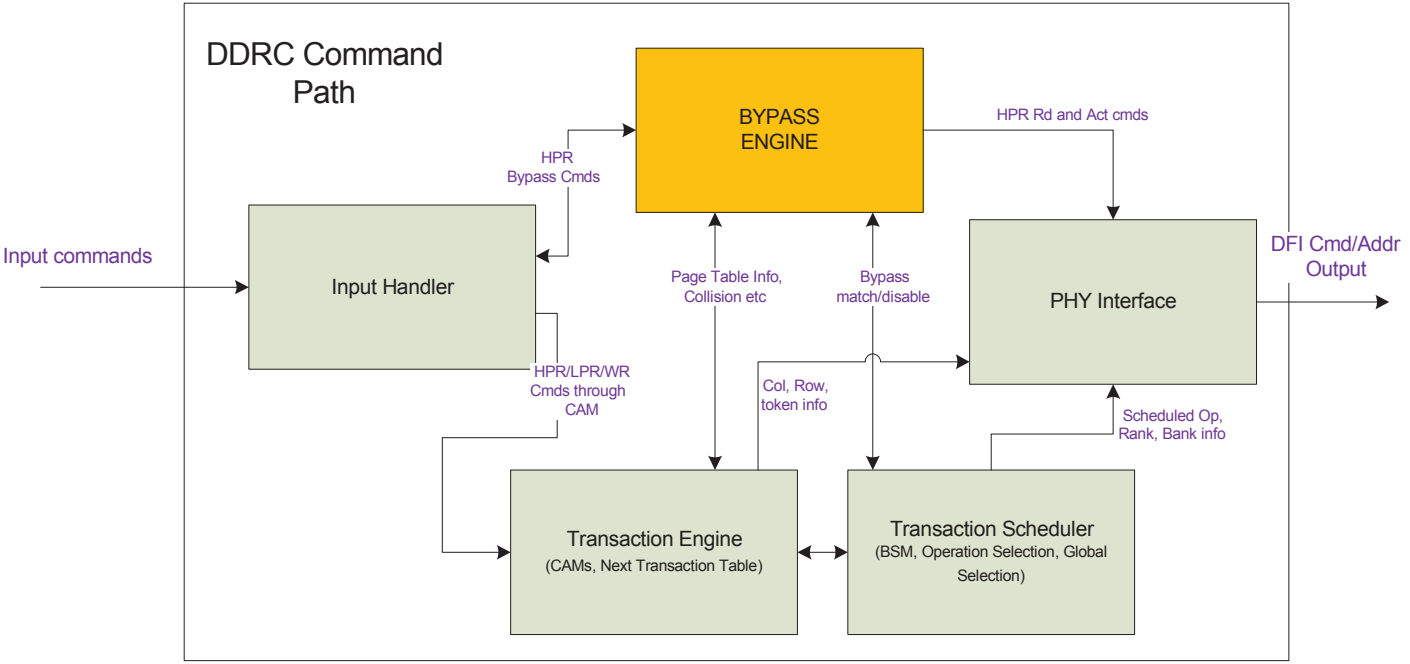 DDRC Command
Path
BYPASS
ENGINE
HPR Rd and Act cmds
HPR
Bypass Cmds
Input commands
Input Handler
Page Table Info,
Collision etc
Bypass
match/disable
PHY Interface
DFI Cmd/Addr
Output
HPR/LPR/WR
Cmds through
CAM
Col, Row,
token info
Scheduled Op,
Rank, Bank info
Transaction Engine
(CAMs, Next Transaction Table)
Transaction Scheduler
(BSM, Operation Selection, Global
Selection)